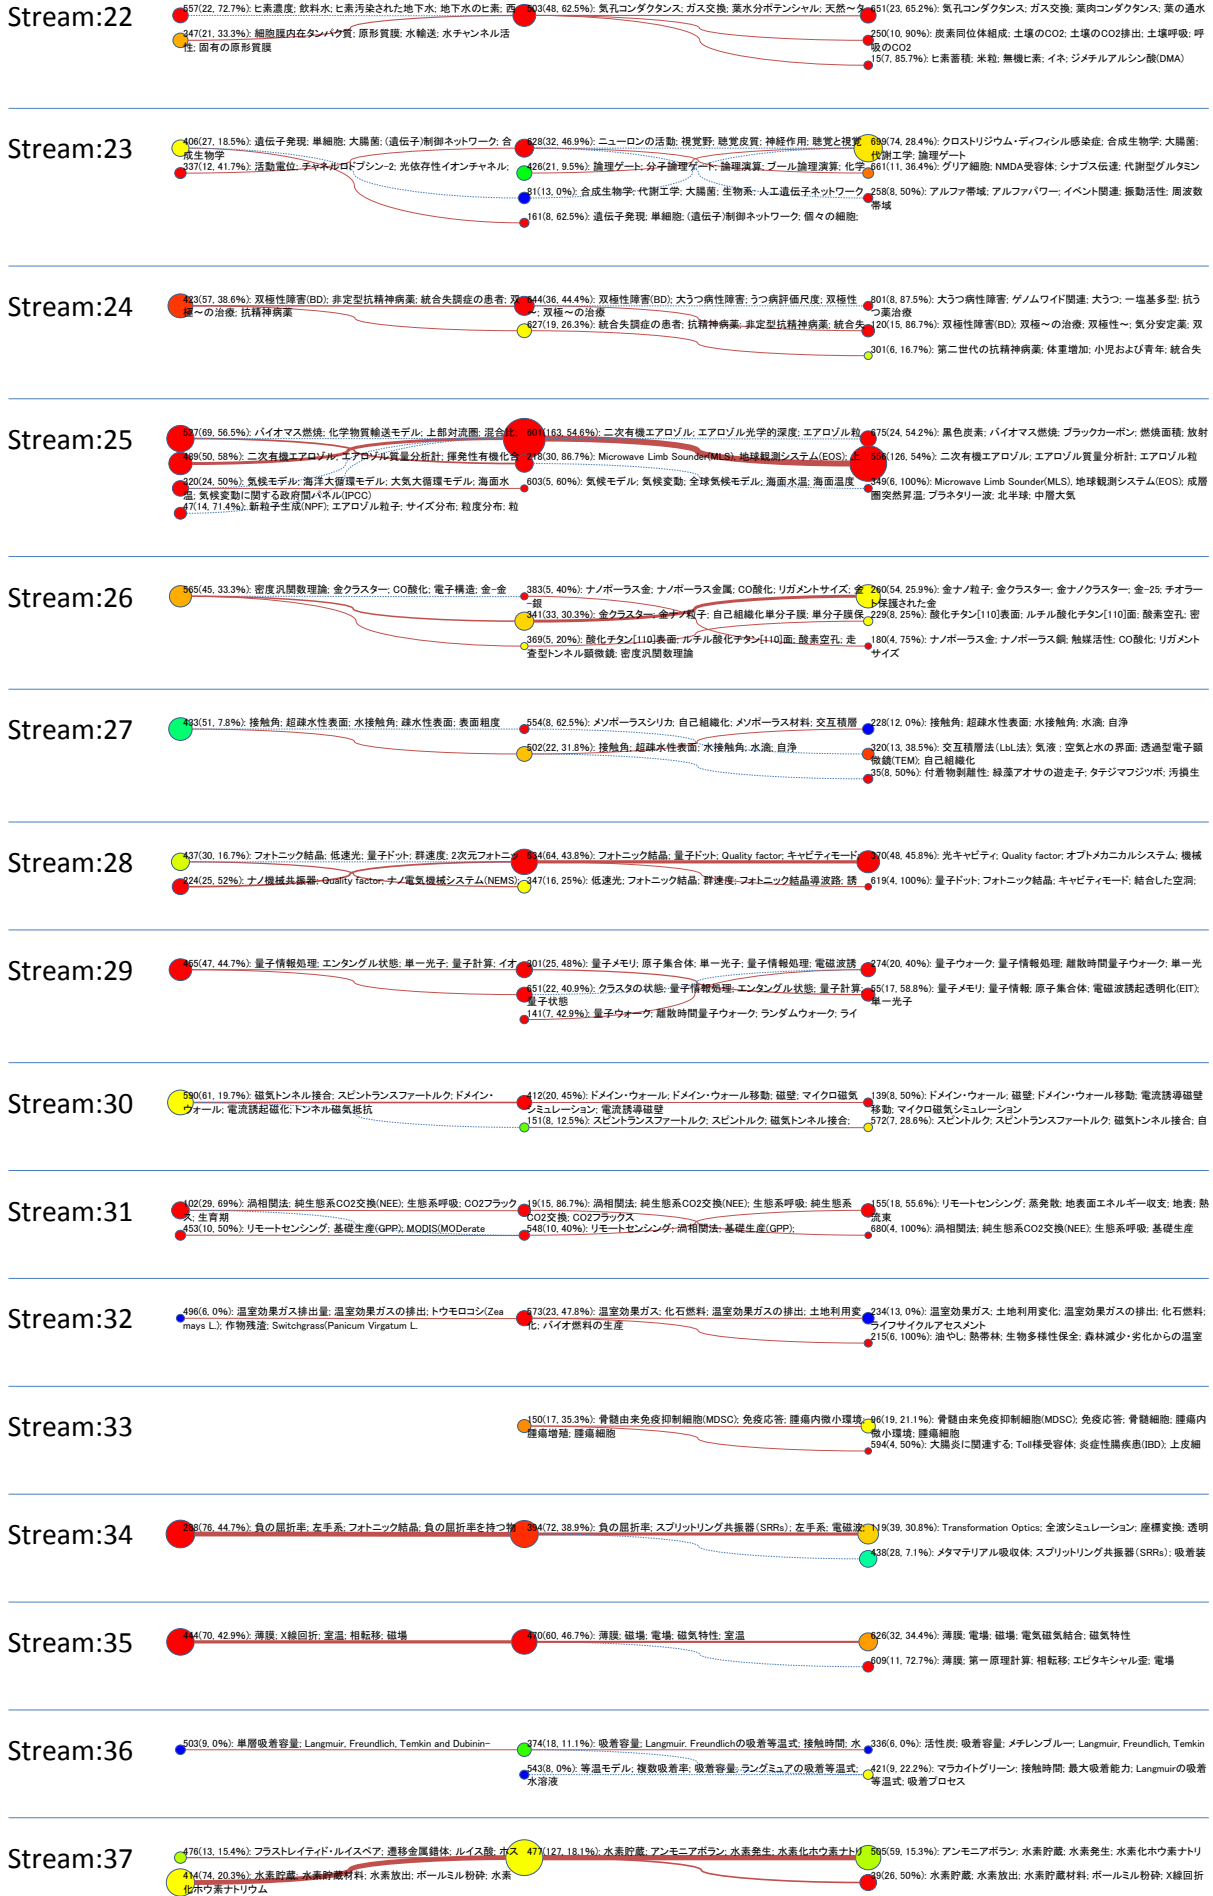 Stream:22
557(22, 72.7%): ヒ素濃度; 飲料水; ヒ素汚染された地下水; 地下水のヒ素; 西
247(21, 33.3%): 細胞膜内在タンパク質; 原形質膜; 水輸送; 水チャンネル活
性; 固有の原形質膜
503(48, 62.5%): 気孔コンダクタンス; ガス交換; 葉水分ポテンシャル; 天然〜タ
651(23, 65.2%): 気孔コンダクタンス; ガス交換; 葉肉コンダクタンス; 葉の通水
250(10, 90%): 炭素同位体組成; 土壌のCO2; 土壌のCO2排出; 土壌呼吸; 呼
吸のCO2
15(7, 85.7%): ヒ素蓄積; 米粒; 無機ヒ素; イネ; ジメチルアルシン酸(DMA)
Stream:23
406(27, 18.5%): 遺伝子発現; 単細胞; 大腸菌; (遺伝子)制御ネットワーク; 合
成生物学
337(12, 41.7%): 活動電位; チャネルロドプシン-2; 光依存性イオンチャネル;
628(32, 46.9%): ニューロンの活動; 視覚野; 聴覚皮質; 神経作用; 聴覚と視覚
426(21, 9.5%): 論理ゲート; 分子論理ゲート; 論理演算; ブール論理演算; 化学
81(13, 0%): 合成生物学; 代謝工学; 大腸菌; 生物系; 人工遺伝子ネットワーク
161(8, 62.5%): 遺伝子発現; 単細胞; (遺伝子)制御ネットワーク; 個々の細胞;
699(74, 28.4%): クロストリジウム・ディフィシル感染症; 合成生物学; 大腸菌;
代謝工学; 論理ゲート
661(11, 36.4%): グリア細胞; NMDA受容体; シナプス伝達; 代謝型グルタミン
258(8, 50%): アルファ帯域; アルファパワー; イベント関連; 振動活性; 周波数
帯域
Stream:24
423(57, 38.6%): 双極性障害(BD); 非定型抗精神病薬; 統合失調症の患者; 双
極〜の治療; 抗精神病薬
644(36, 44.4%): 双極性障害(BD); 大うつ病性障害; うつ病評価尺度; 双極性
〜; 双極〜の治療
627(19, 26.3%): 統合失調症の患者; 抗精神病薬; 非定型抗精神病薬; 統合失
801(8, 87.5%): 大うつ病性障害; ゲノムワイド関連; 大うつ; 一塩基多型; 抗う
つ薬治療
120(15, 86.7%): 双極性障害(BD); 双極〜の治療; 双極性〜; 気分安定薬; 双
301(6, 16.7%): 第二世代の抗精神病薬; 体重増加; 小児および青年; 統合失
Stream:25
527(69, 56.5%): バイオマス燃焼; 化学物質輸送モデル; 上部対流圏; 混合比;
489(50, 58%): 二次有機エアロゾル; エアロゾル質量分析計; 揮発性有機化合
320(24, 50%): 気候モデル; 海洋大循環モデル; 大気大循環モデル; 海面水
温; 気候変動に関する政府間パネル(IPCC)
47(14, 71.4%): 新粒子生成(NPF); エアロゾル粒子; サイズ分布; 粒度分布; 粒
601(163, 54.6%): 二次有機エアロゾル; エアロゾル光学的深度; エアロゾル粒
218(30, 86.7%): Microwave Limb Sounder(MLS); 地球観測システム(EOS); 上
603(5, 60%): 気候モデル; 気候変動; 全球気候モデル; 海面水温; 海面温度
675(24, 54.2%): 黒色炭素; バイオマス燃焼; ブラックカーボン; 燃焼面積; 放射
556(126, 54%): 二次有機エアロゾル; エアロゾル質量分析計; エアロゾル粒
349(6, 100%): Microwave Limb Sounder(MLS), 地球観測システム(EOS); 成層
圏突然昇温; プラネタリー波; 北半球; 中層大気
Stream:26
565(45, 33.3%): 密度汎関数理論; 金クラスター; CO酸化; 電子構造; 金-金
383(5, 40%): ナノポーラス金; ナノポーラス金属; CO酸化; リガメントサイズ; 金
-銀
341(33, 30.3%): 金クラスター; 金ナノ粒子; 自己組織化単分子膜; 単分子膜保
369(5, 20%): 酸化チタン[110]表面; ルチル酸化チタン[110]面; 酸素空孔; 走
査型トンネル顕微鏡; 密度汎関数理論
260(54, 25.9%): 金ナノ粒子; 金クラスター; 金ナノクラスター; 金-25; チオラー
ト保護された金
229(8, 25%): 酸化チタン[110]表面; ルチル酸化チタン[110]面; 酸素空孔; 密
180(4, 75%): ナノポーラス金; ナノポーラス銅; 触媒活性; CO酸化; リガメント
サイズ
Stream:27
433(51, 7.8%): 接触角; 超疎水性表面; 水接触角; 疎水性表面; 表面粗度
554(8, 62.5%): メソポーラスシリカ; 自己組織化; メソポーラス材料; 交互積層
502(22, 31.8%): 接触角; 超疎水性表面; 水接触角; 水滴; 自浄
228(12, 0%): 接触角; 超疎水性表面; 水接触角; 水滴; 自浄
320(13, 38.5%): 交互積層法(LbL法); 気液 ; 空気と水の界面; 透過型電子顕
微鏡(TEM); 自己組織化
35(8, 50%): 付着物剥離性; 緑藻アオサの遊走子; タテジマフジツボ; 汚損生
Stream:28
437(30, 16.7%): フォトニック結晶; 低速光; 量子ドット; 群速度; 2次元フォトニッ
224(25, 52%): ナノ機械共振器; Quality factor; ナノ電気機械システム(NEMS);
534(64, 43.8%): フォトニック結晶; 量子ドット; Quality factor; キャビティモード;
347(16, 25%): 低速光; フォトニック結晶; 群速度; フォトニック結晶導波路; 誘
370(48, 45.8%): 光キャビティ; Quality factor; オプトメカニカルシステム; 機械
619(4, 100%): 量子ドット; フォトニック結晶; キャビティモード; 結合した空洞;
Stream:29
455(47, 44.7%): 量子情報処理; エンタングル状態; 単一光子; 量子計算; イオ
301(25, 48%): 量子メモリ; 原子集合体; 単一光子; 量子情報処理; 電磁波誘
651(22, 40.9%): クラスタの状態; 量子情報処理; エンタングル状態; 量子計算;
量子状態
141(7, 42.9%): 量子ウォーク; 離散時間量子ウォーク; ランダムウォーク; ライ
274(20, 40%): 量子ウォーク; 量子情報処理; 離散時間量子ウォーク; 単一光
55(17, 58.8%): 量子メモリ; 量子情報; 原子集合体; 電磁波誘起透明化(EIT);
単一光子
Stream:30
590(61, 19.7%): 磁気トンネル接合; スピントランスファートルク; ドメイン・
ウォール; 電流誘起磁化; トンネル磁気抵抗
412(20, 45%): ドメイン・ウォール; ドメイン・ウォール移動; 磁壁; マイクロ磁気
シミュレーション; 電流誘導磁壁
151(8, 12.5%): スピントランスファートルク; スピントルク; 磁気トンネル接合;
139(8, 50%): ドメイン・ウォール; 磁壁; ドメイン・ウォール移動; 電流誘導磁壁
移動; マイクロ磁気シミュレーション
572(7, 28.6%): スピントルク; スピントランスファートルク; 磁気トンネル接合; 自
Stream:31
102(29, 69%): 渦相関法; 純生態系CO2交換(NEE); 生態系呼吸; CO2フラック
ス; 生育期
453(10, 50%): リモートセンシング; 基礎生産(GPP); MODIS(MODerate
19(15, 86.7%): 渦相関法; 純生態系CO2交換(NEE); 生態系呼吸; 純生態系
CO2交換; CO2フラックス
548(10, 40%): リモートセンシング; 渦相関法; 基礎生産(GPP);
155(18, 55.6%): リモートセンシング; 蒸発散; 地表面エネルギー収支; 地表; 熱
流束
680(4, 100%): 渦相関法; 純生態系CO2交換(NEE); 生態系呼吸; 基礎生産
Stream:32
496(6, 0%): 温室効果ガス排出量; 温室効果ガスの排出; トウモロコシ(Zea
mays L.); 作物残渣; Switchgrass(Panicum Virgatum L.
573(23, 47.8%): 温室効果ガス; 化石燃料; 温室効果ガスの排出; 土地利用変
化; バイオ燃料の生産
234(13, 0%): 温室効果ガス; 土地利用変化; 温室効果ガスの排出; 化石燃料;
ライフサイクルアセスメント
215(6, 100%): 油やし; 熱帯林; 生物多様性保全; 森林減少・劣化からの温室
Stream:33
150(17, 35.3%): 骨髄由来免疫抑制細胞(MDSC); 免疫応答; 腫瘍内微小環境;
腫瘍増殖; 腫瘍細胞
96(19, 21.1%): 骨髄由来免疫抑制細胞(MDSC); 免疫応答; 骨髄細胞; 腫瘍内
微小環境; 腫瘍細胞
594(4, 50%): 大腸炎に関連する; Toll様受容体; 炎症性腸疾患(IBD); 上皮細
Stream:34
298(76, 44.7%): 負の屈折率; 左手系; フォトニック結晶; 負の屈折率を持つ物
394(72, 38.9%): 負の屈折率; スプリットリング共振器(SRRs); 左手系; 電磁波;
119(39, 30.8%): Transformation Optics; 全波シミュレーション; 座標変換; 透明
438(28, 7.1%): メタマテリアル吸収体; スプリットリング共振器(SRRs); 吸着装
Stream:35
444(70, 42.9%): 薄膜; X線回折; 室温; 相転移; 磁場
470(60, 46.7%): 薄膜; 磁場; 電場; 磁気特性; 室温
626(32, 34.4%): 薄膜; 電場; 磁場; 電気磁気結合; 磁気特性
609(11, 72.7%): 薄膜; 第一原理計算; 相転移; エピタキシャル歪; 電場
Stream:36
503(9, 0%): 単層吸着容量; Langmuir, Freundlich, Temkin and Dubinin-
374(18, 11.1%): 吸着容量; Langmuir, Freundlichの吸着等温式; 接触時間; 水
543(8, 0%): 等温モデル; 複数吸着率; 吸着容量; ラングミュアの吸着等温式;
水溶液
336(6, 0%): 活性炭; 吸着容量; メチレンブルー; Langmuir, Freundlich, Temkin
421(9, 22.2%): マラカイトグリーン; 接触時間; 最大吸着能力; Langmuirの吸着
等温式; 吸着プロセス
Stream:37
476(13, 15.4%): フラストレイティド・ルイスペア; 遷移金属錯体; ルイス酸; ホス
414(74, 20.3%): 水素貯蔵; 水素貯蔵材料; 水素放出; ボールミル粉砕; 水素
化ホウ素ナトリウム
477(127, 18.1%): 水素貯蔵; アンモニアボラン; 水素発生; 水素化ホウ素ナトリ
505(59, 15.3%): アンモニアボラン; 水素貯蔵; 水素発生; 水素化ホウ素ナトリ
39(26, 50%): 水素貯蔵; 水素放出; 水素貯蔵材料; ボールミル粉砕; X線回折